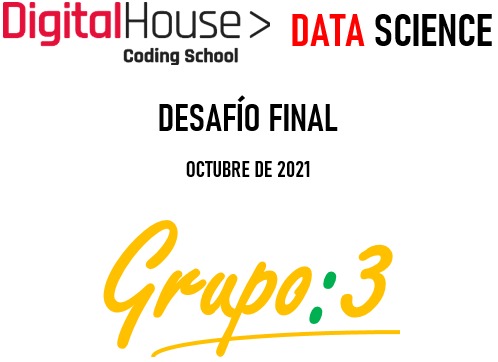 DigitalHouse > DATA SCIENCE
Coding School
DESAFÍO FINAL
OCTUBRE DE 2021
Grupo:3